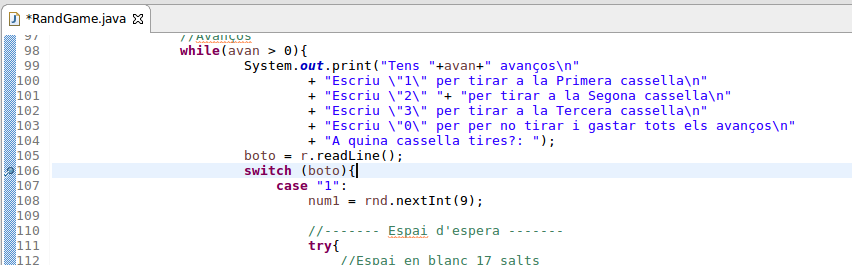 *RandGame.java
97 //Avanços
98 while(avan > 0){
99 System.out.print("Tens "+avan+" avanços\n"
100 + "Escriu \"1\" per tirar a la Primera cassella\n"
101 + "Escriu \"2\" "+ "per tirar a la Segona cassella\n"
102 + "Escriu \"3\" per tirar a la Tercera cassella\n"
103 + "Escriu \"0\" per per no tirar i gastar tots els avanços\n"
104 + "A quina cassella tires?: ");
105 boto = r.readLine();
106 switch (boto){
107 case "1":
108 num1 = rnd.nextInt(9);
109
110 //------- Espai d'espera -------
111 try{
112 //Espai en blanc 17 salts